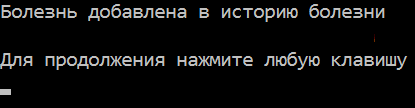 Болезнь добавлена в историю болезни
Для продолжения нажмите любую клавишу